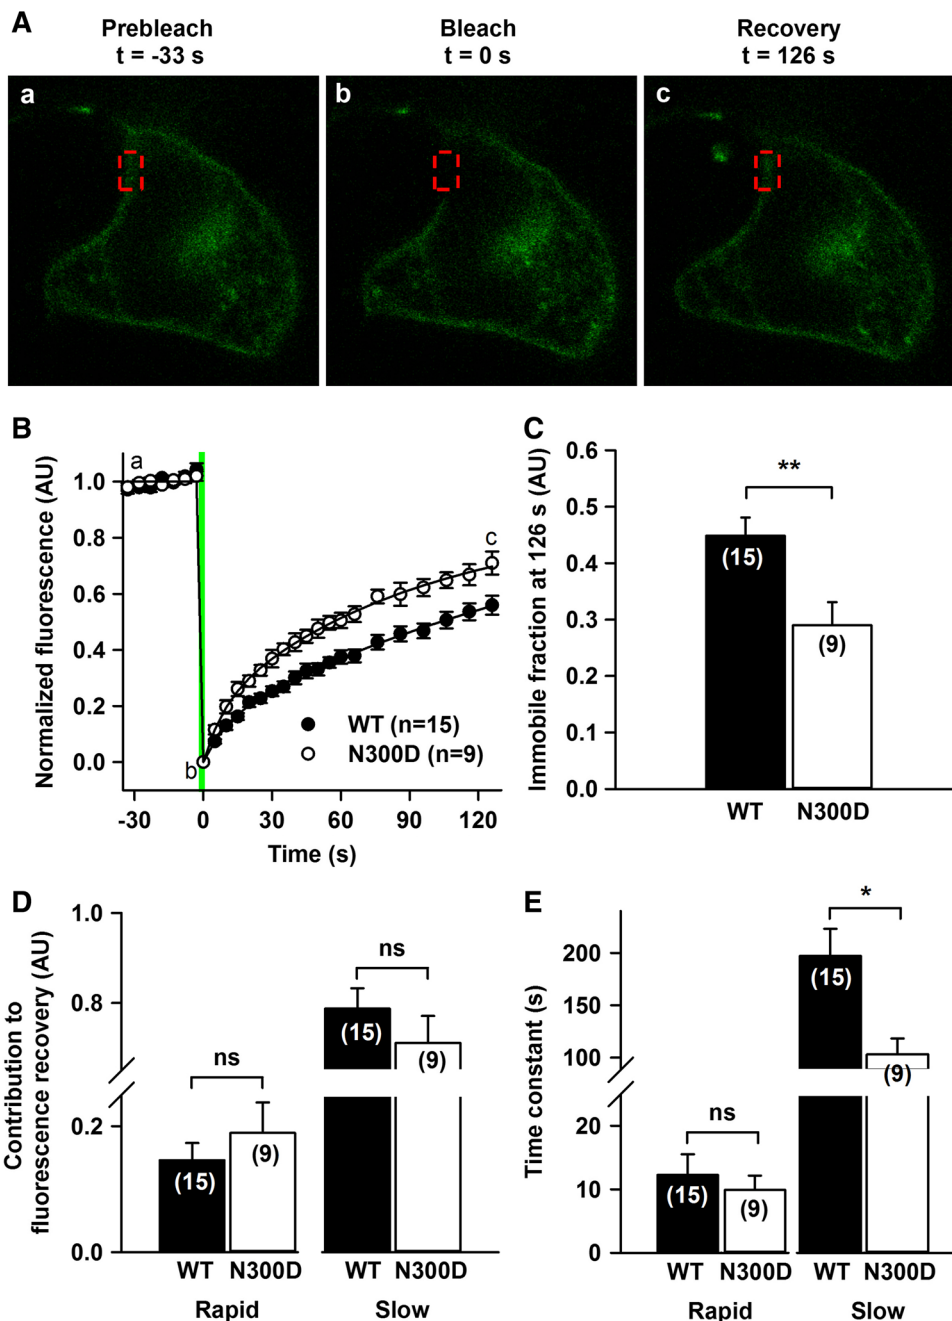 A
Prebleach
t = -33 s
Bleach
t = 0 s
Recovery
t = 126 s
a
b
c
B
Normalized fluorescence (AU)
1.0
0.8
0.6
0.4
0.2
0.0
a
b
c
WT (n=15)
N300D (n=9)
-30 0 30 60 90 120
Time (s)
C
Immobile fraction at 126 s (AU)
0.6
0.5
0.4
0.3
0.2
0.1
0.0
**
(15)
(9)
WT N300D
D
Contribution to
fluorescence recovery (AU)
1.0
0.8
0.2
0.0
ns
ns
(15)
(9)
(15)
(9)
WT N300D WT N300D
Rapid Slow
E
Time constant (s)
200
150
100
20
10
0
*
ns
(15)
(9)
(15)
(9)
WT N300D WT N300D
Rapid Slow